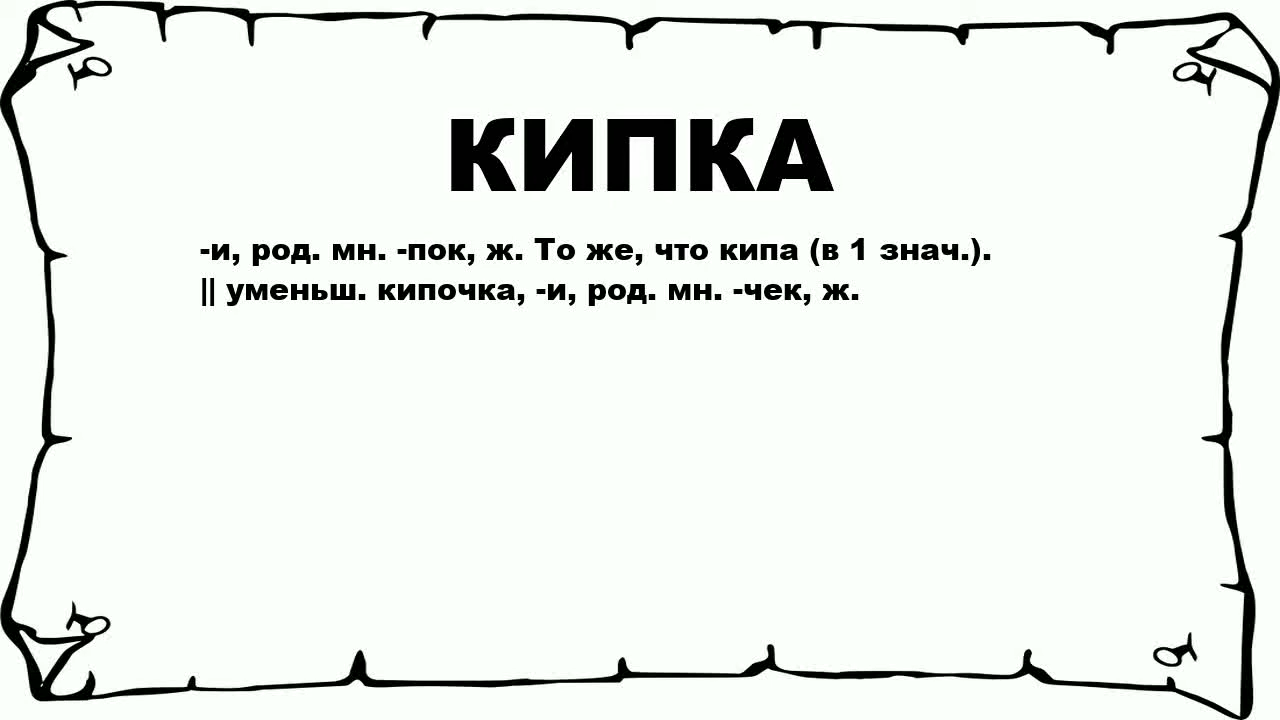 КИПКА
-и, род. мн. -пок, ж. То же, что кипа (в 1 знач.).
|| уменьш. кипочка, -и, род. мн. -чек, ж.